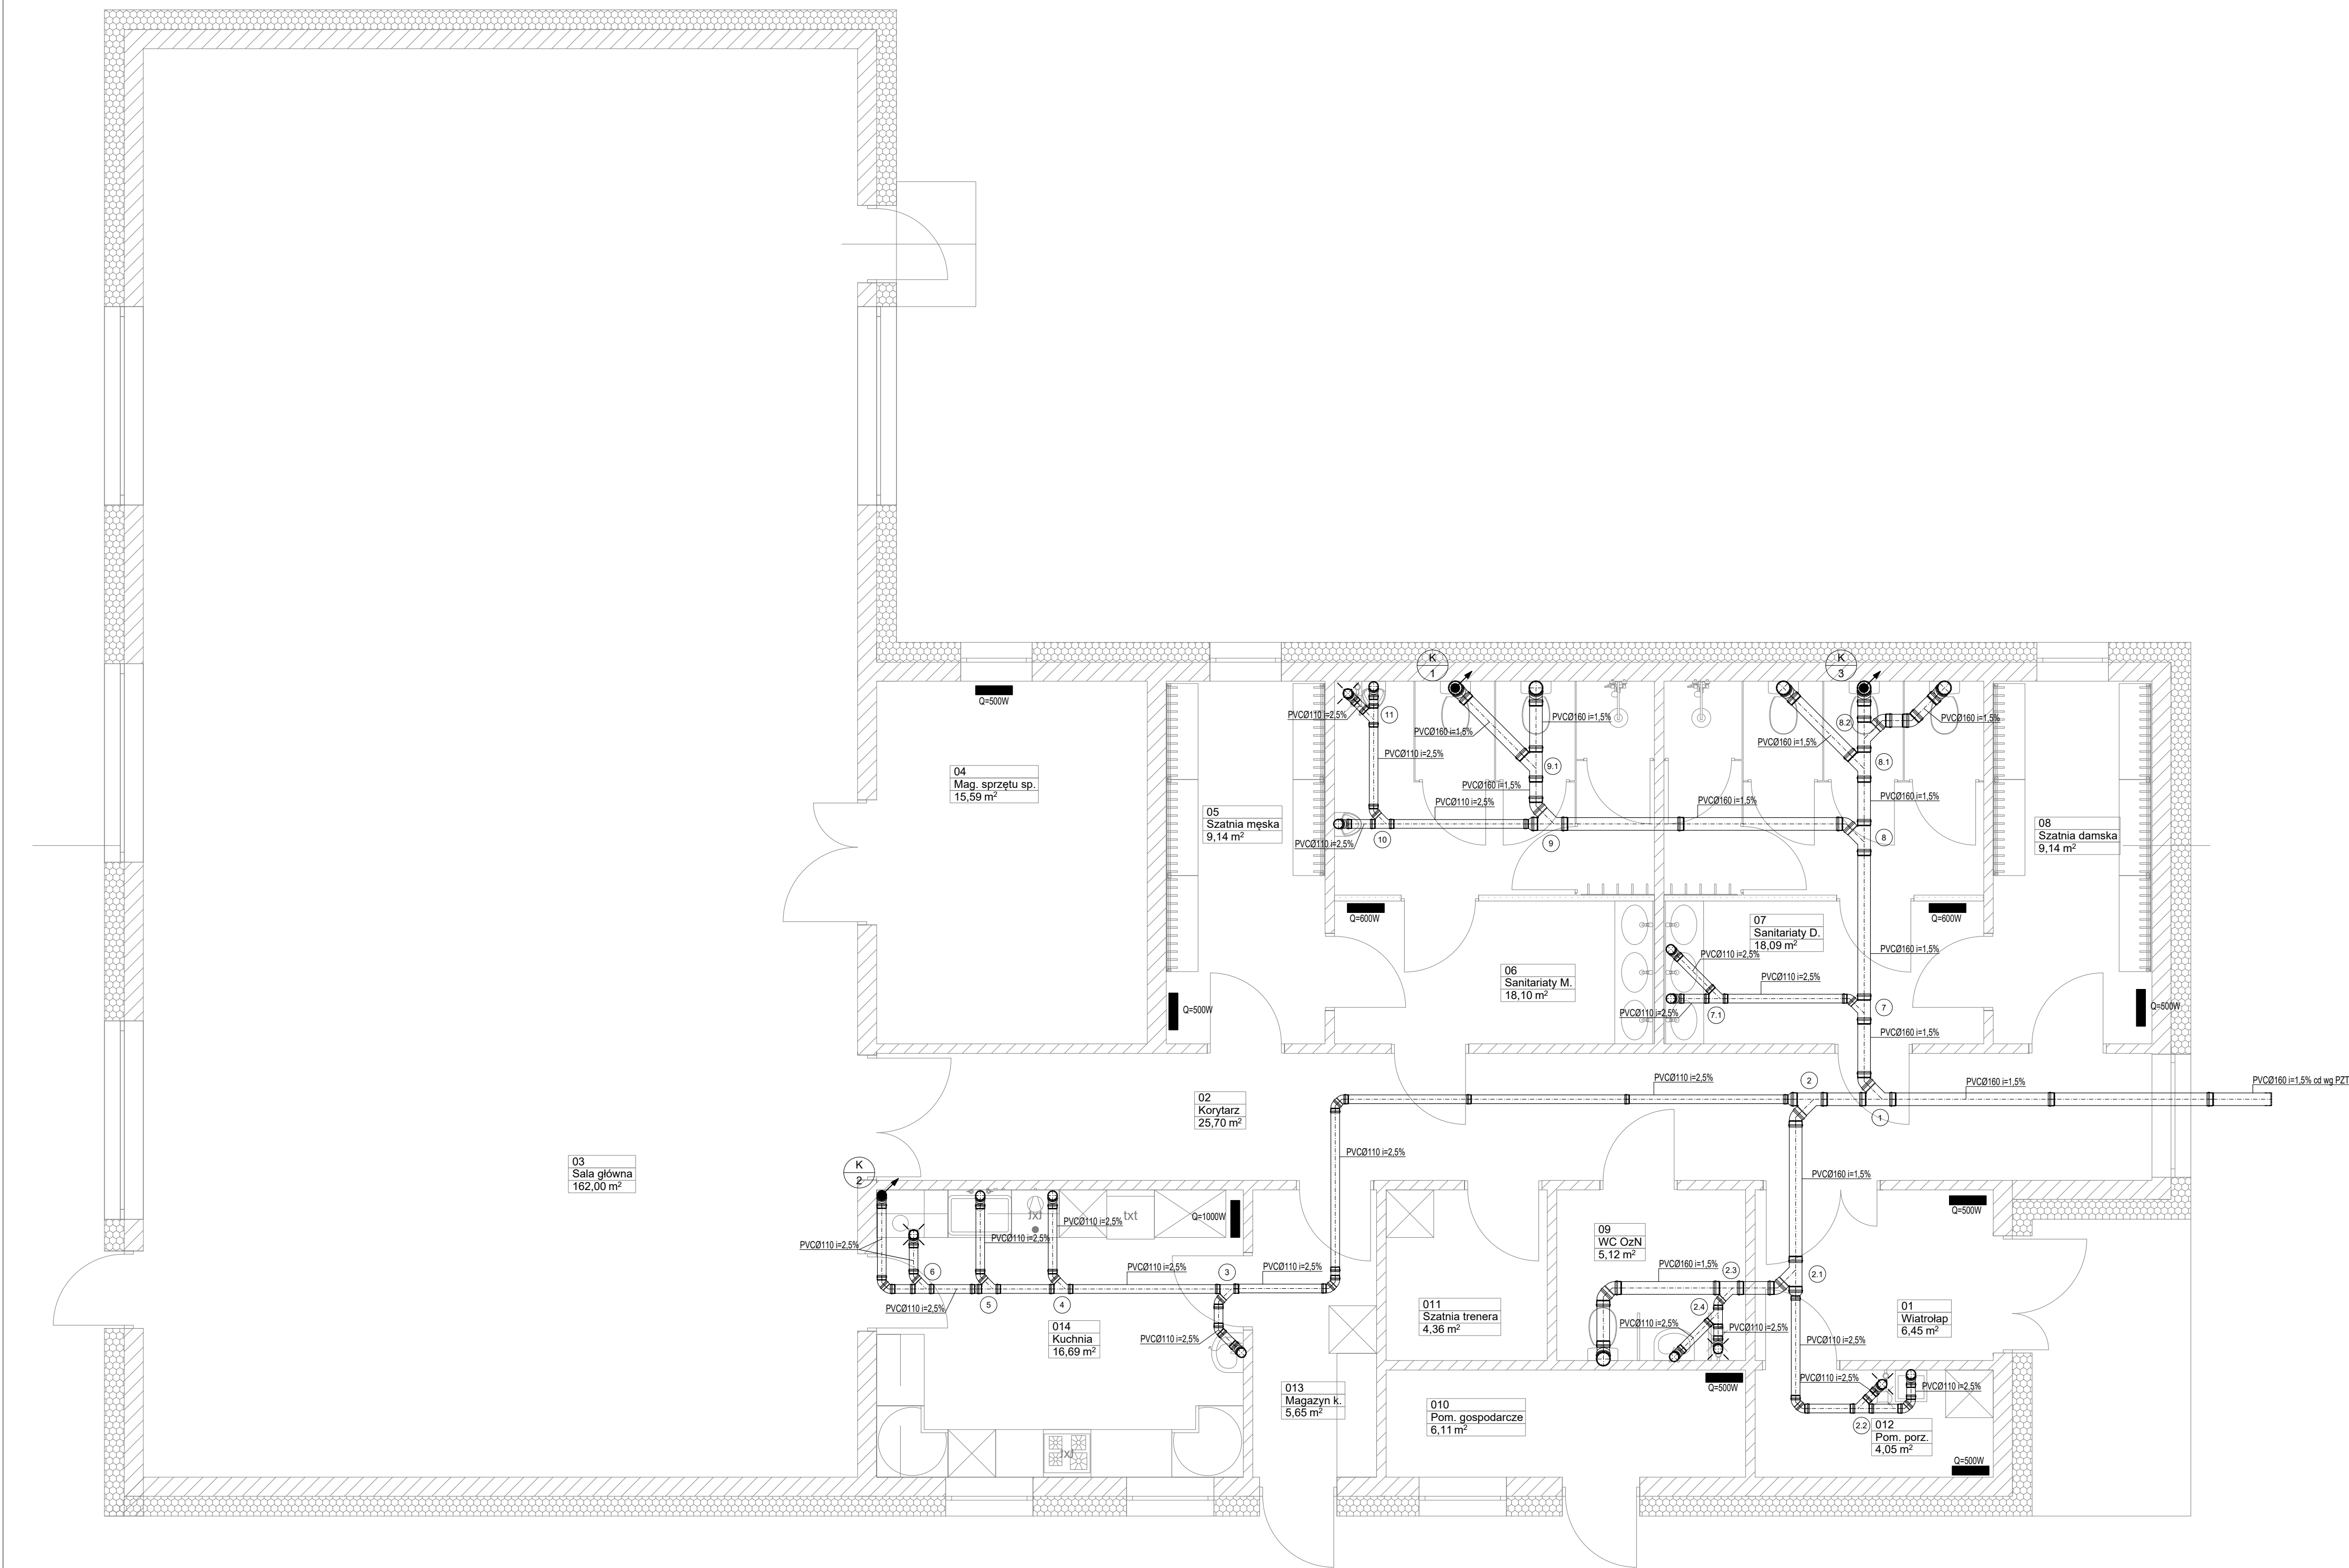 K
1
K
3
Q=500W
11
PVCØ110 i=2,5%
PVCØ160 i=1,5%
PVCØ160 i=1,5%
8.2
PVCØ160 i=1,5%
PVCØ160 i=1,5%
PVCØ110 i=2,5%
9.1
8.1
04
Mag. sprzętu sp.
15,59 m²
PVCØ160 i=1,5%
PVCØ110 i=2,5%
PVCØ160 i=1,5%
PVCØ160 i=1,5%
05
Szatnia męska
9,14 m²
08
Szatnia damska
9,14 m²
PVCØ110 i=2,5%
10
9
8
Q=600W
Q=600W
07
Sanitariaty D.
18,09 m²
PVCØ160 i=1,5%
PVCØ110 i=2,5%
06
Sanitariaty M.
18,10 m²
PVCØ110 i=2,5%
Q=500W
PVCØ110 i=2,5%
7.1
7
Q=500W
PVCØ160 i=1,5%
PVCØ110 i=2,5%
2
PVCØ160 i=1,5%
PVCØ160 i=1,5% cd wg PZT
02
Korytarz
25,70 m²
1
PVCØ110 i=2,5%
03
Sala główna
162,00 m²
K
2
PVCØ160 i=1,5%
txt
txt
Q=1000W
Q=500W
PVCØ110 i=2,5%
PVCØ110 i=2,5%
PVCØ110 i=2,5%
09
WC OzN
5,12 m²
6
PVCØ110 i=2,5%
3
PVCØ110 i=2,5%
PVCØ160 i=1,5%
2.3
2.1
PVCØ110 i=2,5%
5
4
011
Szatnia trenera
4,36 m²
2.4
01
Wiatrołap
6,45 m²
014
Kuchnia
16,69 m²
PVCØ110 i=2,5%
PVCØ110 i=2,5%
PVCØ110 i=2,5%
PVCØ110 i=2,5%
013
Magazyn k.
5,65 m²
Q=500W
PVCØ110 i=2,5%
PVCØ110 i=2,5%
010
Pom. gospodarcze
6,11 m²
2.2
012
Pom. porz.
4,05 m²
txt
Q=500W